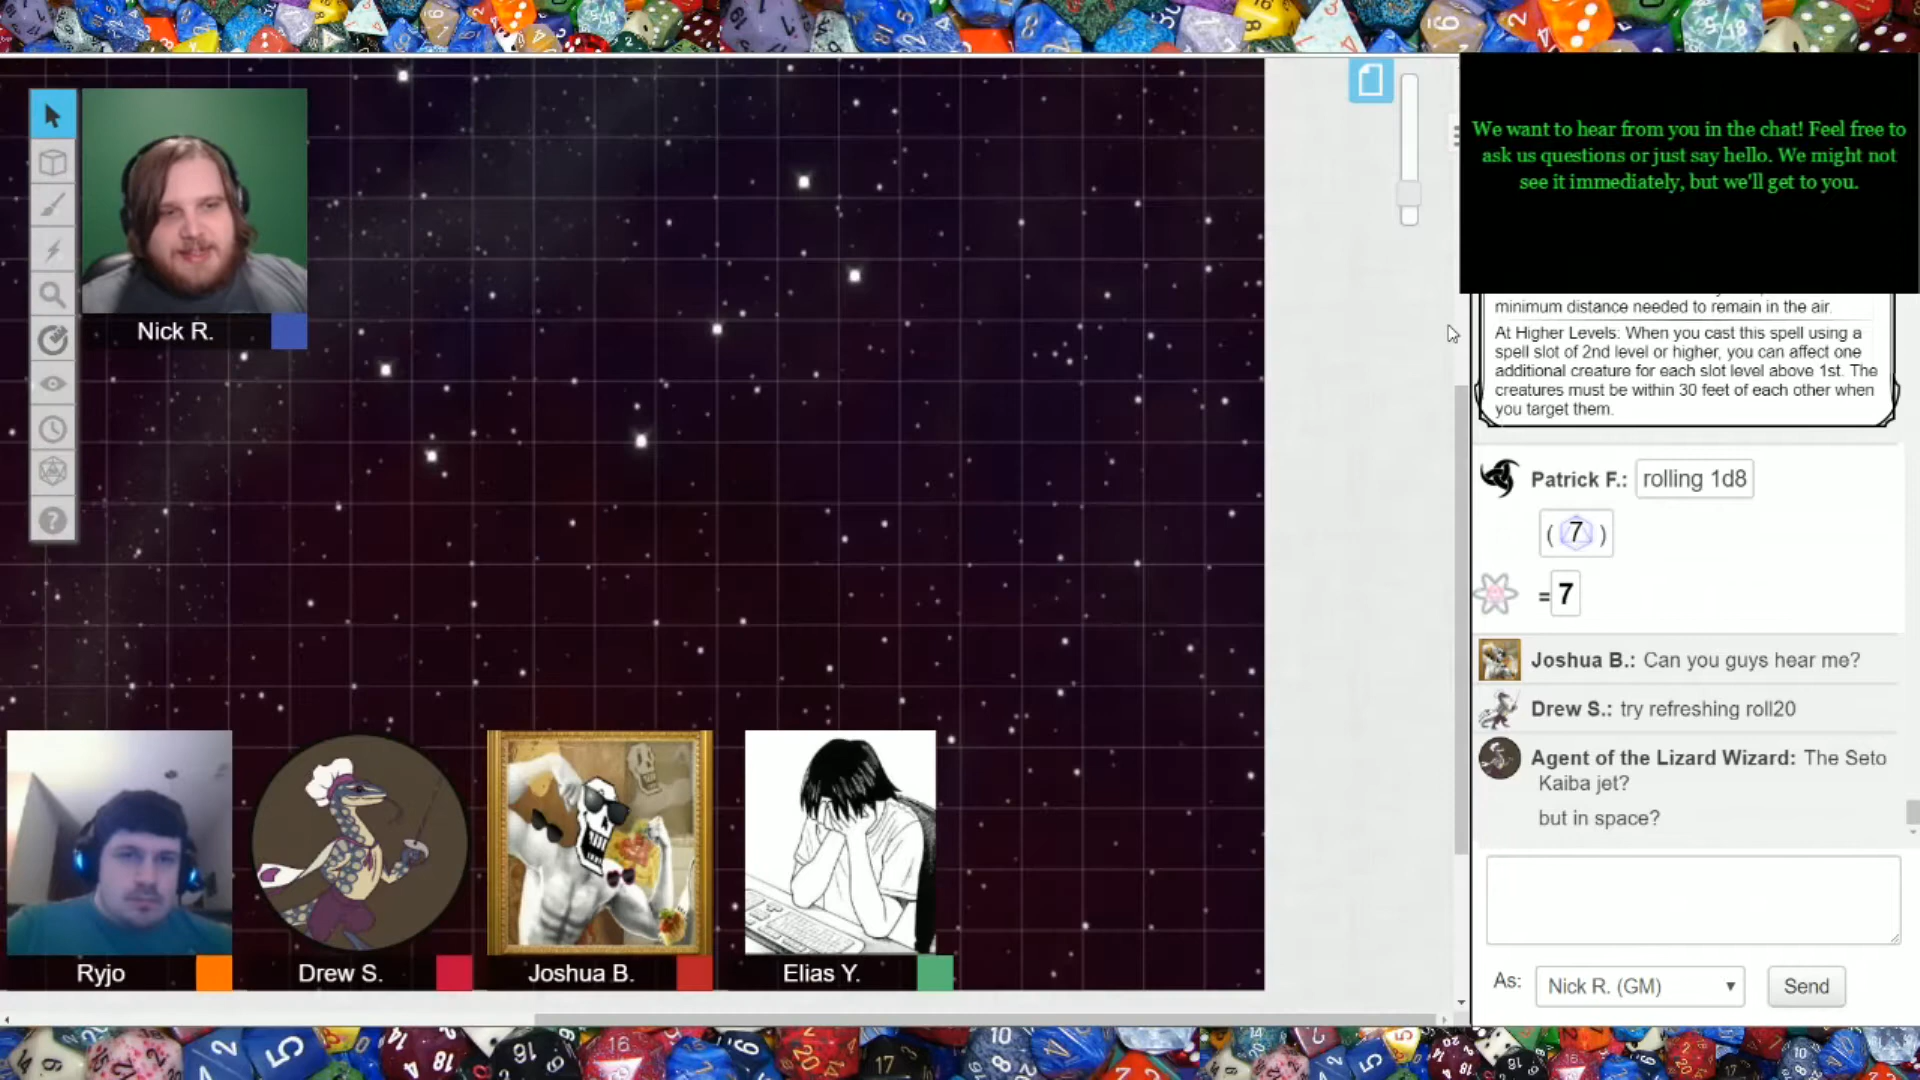 We want to hear from you in the chat! Feel free to
ask us questions or just say hello. We might not
see it immediately, but we'll get to you.
minimum distance needed to remain in the air.
At Higher Levels: When you cast this spell using a
spell slot of 2nd level or higher, you can affect one
additional creature for each slot level above 1st. The
creatures must be within 30 feet of each other when
you target them.
Nick R.
Patrick F.: rolling 1d8
( 7 )
= 7
Joshua B.: Can you guys hear me?
Drew S.: try refreshing roll20
Agent of the Lizard Wizard: The Seto
Kaiba jet?
but in space?
Ryjo
Drew S.
Joshua B.
Elias Y.
As: Nick R. (GM) Send